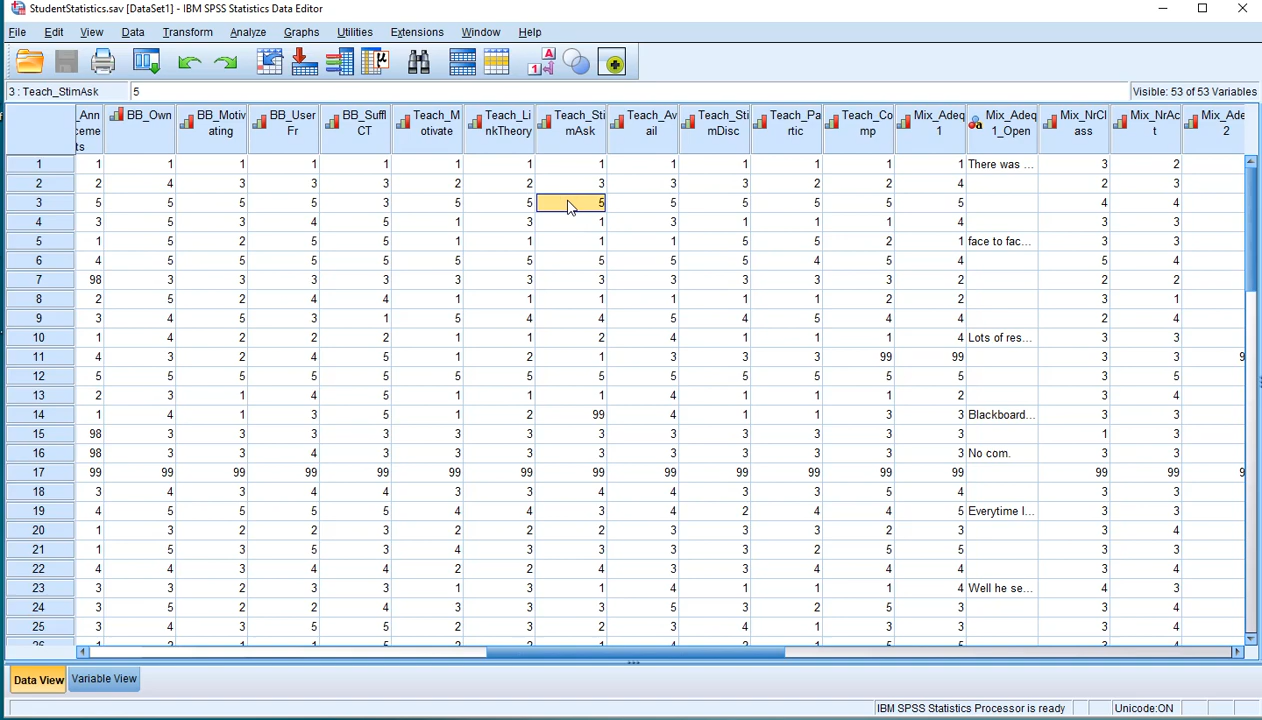 StudentStatistics.sav [DataSet1] - IBM SPSS Statistics Data Editor
File Edit View Data Transform Analyze Graphs Utilities Extensions Window Help
3 : Teach_StimAsk 5 Visible: 53 of 53 Variables
_Ann cemen ts BB_Own BB_Motiv ating BB_User Fr BB_Suffi CT Teach_M otivate Teach_Li nkTheory Teach_Sti mAsk Teach_Av ail Teach_Sti mDisc Teach_Pa rtic Teach_Co mp Mix_Adeq 1 Mix_Adeq 1_Open Mix_NrCl ass Mix_NrAc t Mix_Ade 2
1 1 1 1 1 1 1 1 1 1 1 1 1 1 There was ... 3 2
2 2 4 3 3 3 2 2 3 3 3 2 2 4 2 3
3 5 5 5 5 3 5 5 5 5 5 5 5 5 4 4
4 3 5 3 4 5 1 3 1 3 1 1 1 4 3 3
5 1 5 2 5 5 1 1 1 1 5 5 2 1 face to fac... 3 3
6 4 5 5 5 5 5 5 5 5 5 4 5 4 5 4
7 98 3 3 3 3 3 3 3 3 3 3 3 2 2 2
8 2 5 2 4 4 1 1 1 1 1 1 2 2 3 1
9 3 4 5 3 1 5 4 4 5 4 5 4 4 2 4
10 1 4 2 2 2 1 1 2 4 1 1 1 4 Lots of res... 3 3
11 4 3 2 4 5 1 2 1 3 3 3 99 99 3 3 9
12 5 5 5 5 5 5 5 5 5 5 5 5 5 3 5
13 2 3 1 4 5 1 1 1 4 1 1 1 2 3 4
14 1 4 1 3 5 1 2 99 4 1 1 3 3 Blackboard... 3 3
15 98 3 3 3 3 3 3 3 3 3 3 3 3 1 3
16 98 3 3 4 3 3 3 3 3 3 3 3 3 No com. 3 3
17 99 99 99 99 99 99 99 99 99 99 99 99 99 99 99 9
18 3 4 3 4 4 3 3 4 4 3 3 5 4 3 3
19 4 5 5 5 5 4 4 3 4 2 4 4 5 Everytime I... 3 3
20 1 3 2 2 3 2 2 2 3 3 3 2 3 3 4
21 1 5 3 5 3 4 3 3 3 3 2 5 5 3 3
22 4 4 3 4 4 2 2 4 3 3 4 4 4 3 4
23 3 3 2 3 3 1 3 1 4 1 1 1 4 Well he se... 4 3
24 3 5 2 2 4 3 3 3 5 3 2 5 3 3 4
25 3 4 3 5 5 2 3 2 3 4 1 3 3 3 4
Data View Variable View
IBM SPSS Statistics Processor is ready Unicode:ON